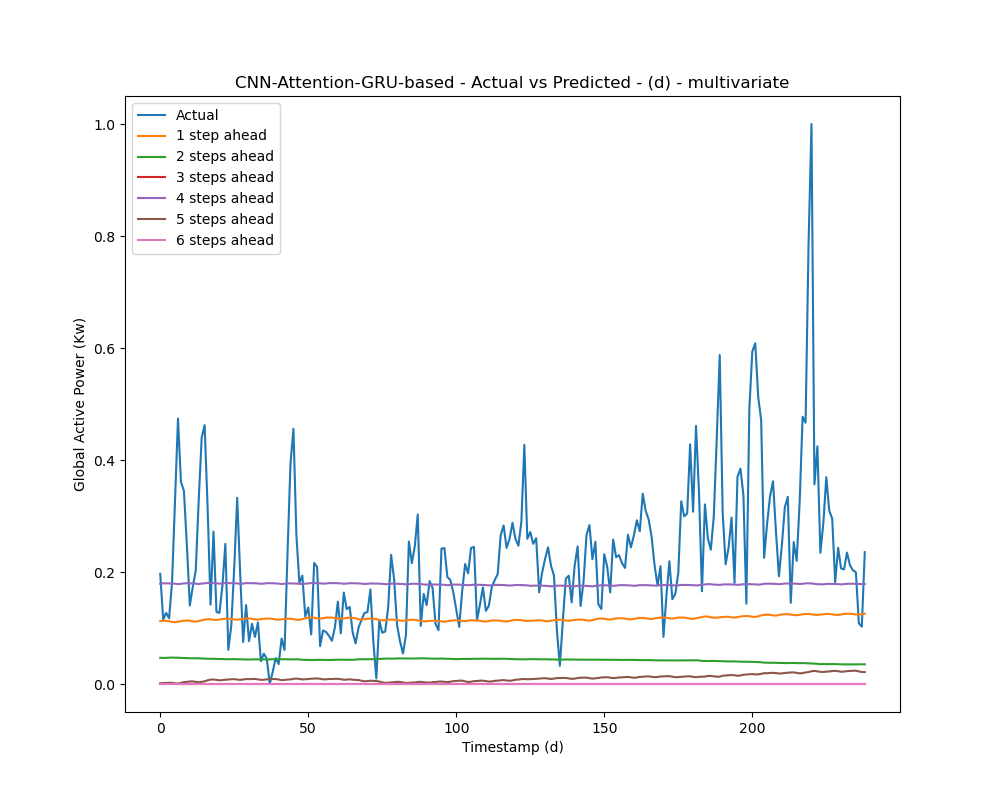 CNN-Attention-GRU-based - Actual vs Predicted - (d) - multivariate
Actual
1 step ahead
2 steps ahead
3 steps ahead
4 steps ahead
5 steps ahead
6 steps ahead
1.0
0.8
0.6
0.4
0.2
0.0
Global Active Power (Kw)
0 50 100 150 200
Timestamp (d)